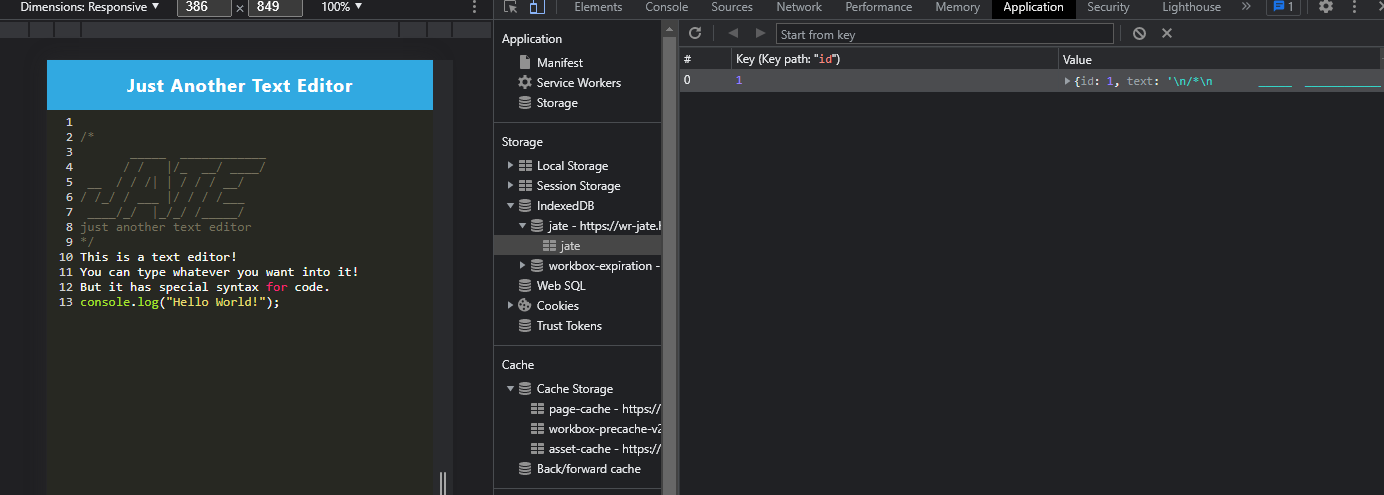 Dimensions: Responsive ▼ 386 × 849 100% ▼
Elements Console Sources Network Performance Memory Application Security Lighthouse » 1
Just Another Text Editor
1
2 /*
3 _____ ____________
4 / / |/_ __/ ____/
5 __ / / /| | / / / __/
6 / /_/ / ___ |/ / / /___
7 ____/_/ |_/_/ /_____/
8 just another text editor
9 */
10 This is a text editor!
11 You can type whatever you want into it!
12 But it has special syntax for code.
13 console.log("Hello World!");
Application
Manifest
Service Workers
Storage
Storage
Local Storage
Session Storage
IndexedDB
jate - https://wr-jate.h
jate
workbox-expiration -
Web SQL
Cookies
Trust Tokens
Cache
Cache Storage
page-cache - https://
workbox-precache-v2
asset-cache - https://
Back/forward cache
Start from key
# Key (Key path: "id") Value
0 1 {id: 1, text: '\n/*\n _____ ___________